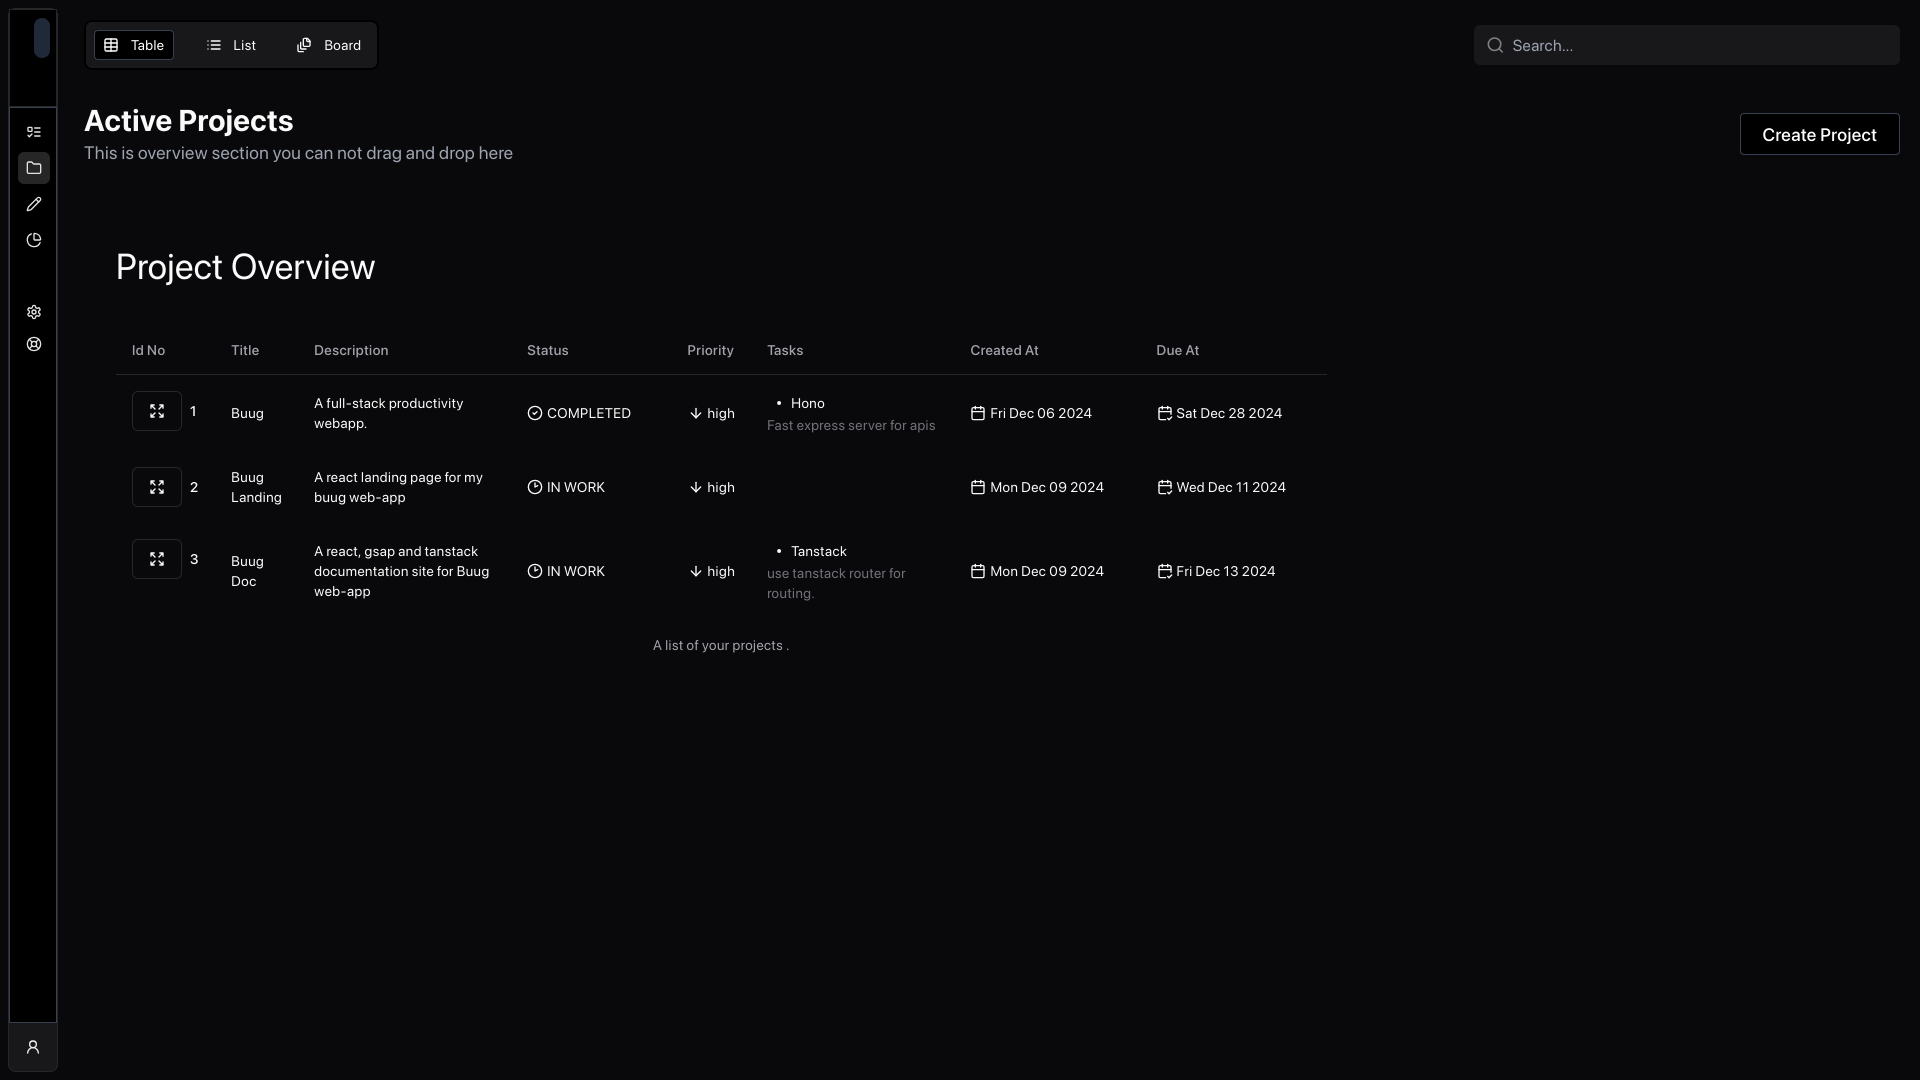 Table List Board
Search...
Active Projects
This is overview section you can not drag and drop here
Create Project
Project Overview
Id No Title Description Status Priority Tasks Created At Due At
1 Buug A full-stack productivity webapp. COMPLETED high • Hono Fast express server for apis Fri Dec 06 2024 Sat Dec 28 2024
2 Buug Landing A react landing page for my buug web-app IN WORK high Mon Dec 09 2024 Wed Dec 11 2024
3 Buug Doc A react, gsap and tanstack documentation site for Buug web-app IN WORK high • Tanstack use tanstack router for routing. Mon Dec 09 2024 Fri Dec 13 2024
A list of your projects .